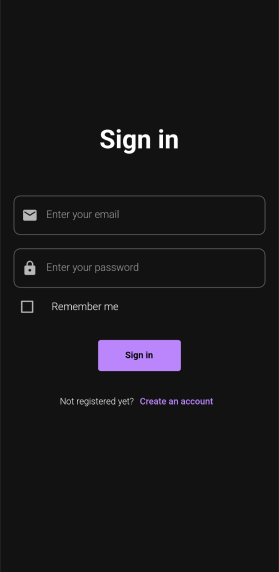 Sign in
Enter your email
Enter your password
Remember me
Sign in
Not registered yet? Create an account